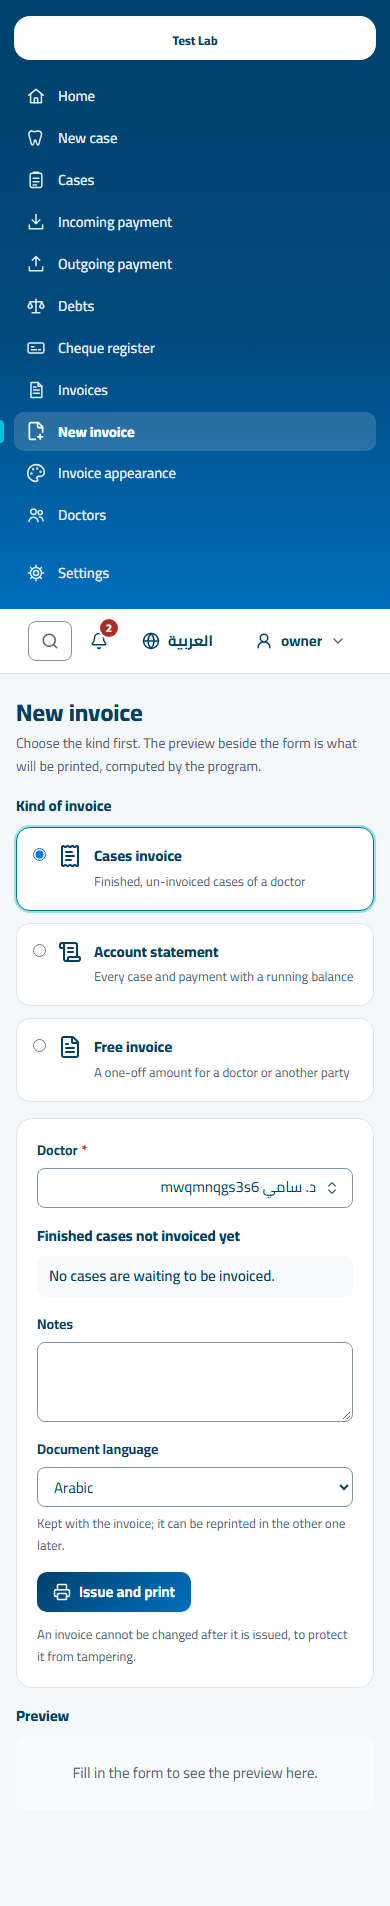 Test Lab
Home
New case
Cases
Incoming payment
Outgoing payment
Debts
Cheque register
Invoices
New invoice
Invoice appearance
Doctors
Settings
2
العربية
owner
New invoice
Choose the kind first. The preview beside the form is what
will be printed, computed by the program.
Kind of invoice
Cases invoice
Finished, un-invoiced cases of a doctor
Account statement
Every case and payment with a running balance
Free invoice
A one-off amount for a doctor or another party
Doctor *
د. سامي mwqmnqgs3s6
Finished cases not invoiced yet
No cases are waiting to be invoiced.
Notes
Document language
Arabic
Kept with the invoice; it can be reprinted in the other one
later.
Issue and print
An invoice cannot be changed after it is issued, to protect
it from tampering.
Preview
Fill in the form to see the preview here.